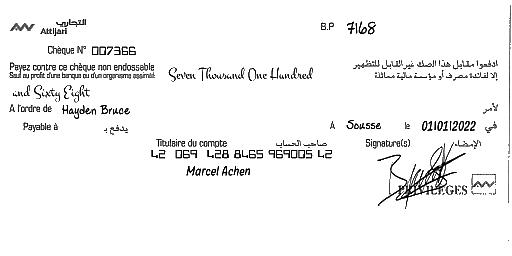 التجاري
Attijari
B.P 7168
Chèque N° 007366
Payez contre ce chèque non endossable
Sauf au profit d'une banque ou d'un organisme assimilé
Seven Thousand One Hundred
ادفعوا مقابل هذا الصك غير القابل للتظهير
إلا لفائدة مصرف أو مؤسسة مالية مماثلة
and Sixty Eight
A l'ordre de Hayden Bruce
لأمر
Payable à
يدفع بـ
A Sousse le 01/01/2022 في
Titulaire du compte صاحب الحساب
Signature(s) الإمضاء
42 069 428 8465 969005 42
Marcel Achen
PRIVILEGES